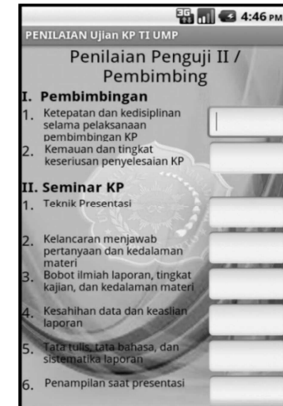 3G 4:46 PM
PENILAIAN Ujian KP TI UMP
Penilaian Penguji II /
Pembimbing
I. Pembimbingan
1. Ketepatan dan kedisiplinan
selama pelaksanaan
pembimbingan KP
2. Kemauan dan tingkat
keseriusan penyelesaian KP
II. Seminar KP
1. Teknik Presentasi
2. Kelancaran menjawab
pertanyaan dan kedalaman
materi
3. Bobot ilmiah laporan, tingkat
kajian, dan kedalaman materi
4. Kesahihan data dan keaslian
laporan
5. Tata tulis, tata bahasa, dan
sistematika laporan
6. Penampilan saat presentasi